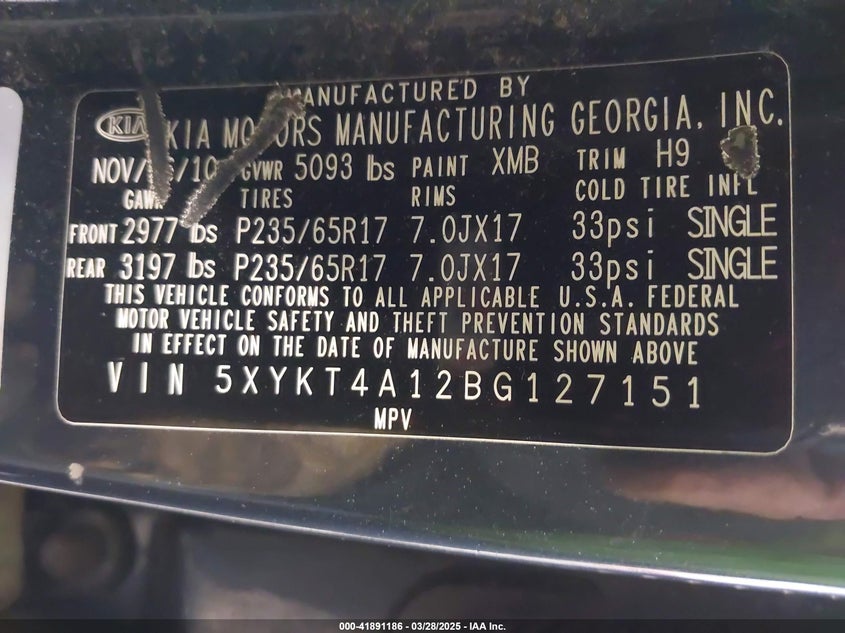 MANUFACTURED BY
KIA KIA MOTORS MANUFACTURING GEORGIA, INC.
GVWR 5093 lbs PAINT XMB TRIM H9
GAWR TIRES RIMS COLD TIRE INFL
FRONT 2977 lbs P235/65R17 7.0JX17 33psi SINGLE
REAR 3197 lbs P235/65R17 7.0JX17 33psi SINGLE
THIS VEHICLE CONFORMS TO ALL APPLICABLE U.S.A. FEDERAL
MOTOR VEHICLE SAFETY AND THEFT PREVENTION STANDARDS
IN EFFECT ON THE DATE OF MANUFACTURE SHOWN ABOVE
VIN 5XYKT4A12BG127151
MPV
000-41891186 | 03/28/2025 - IAA Inc.